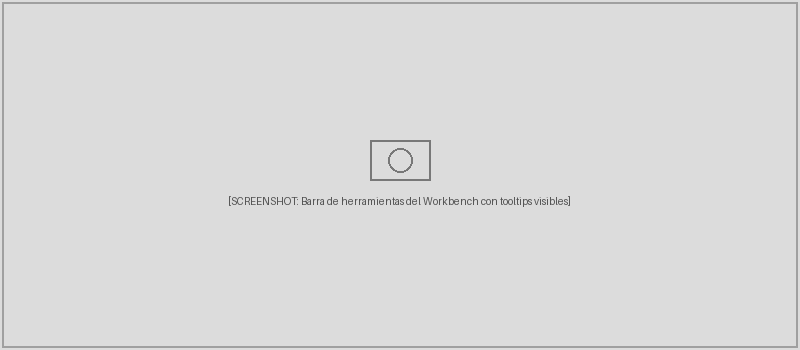 [SCREENSHOT: Barra de herramientas del Workbench con tooltips visibles]